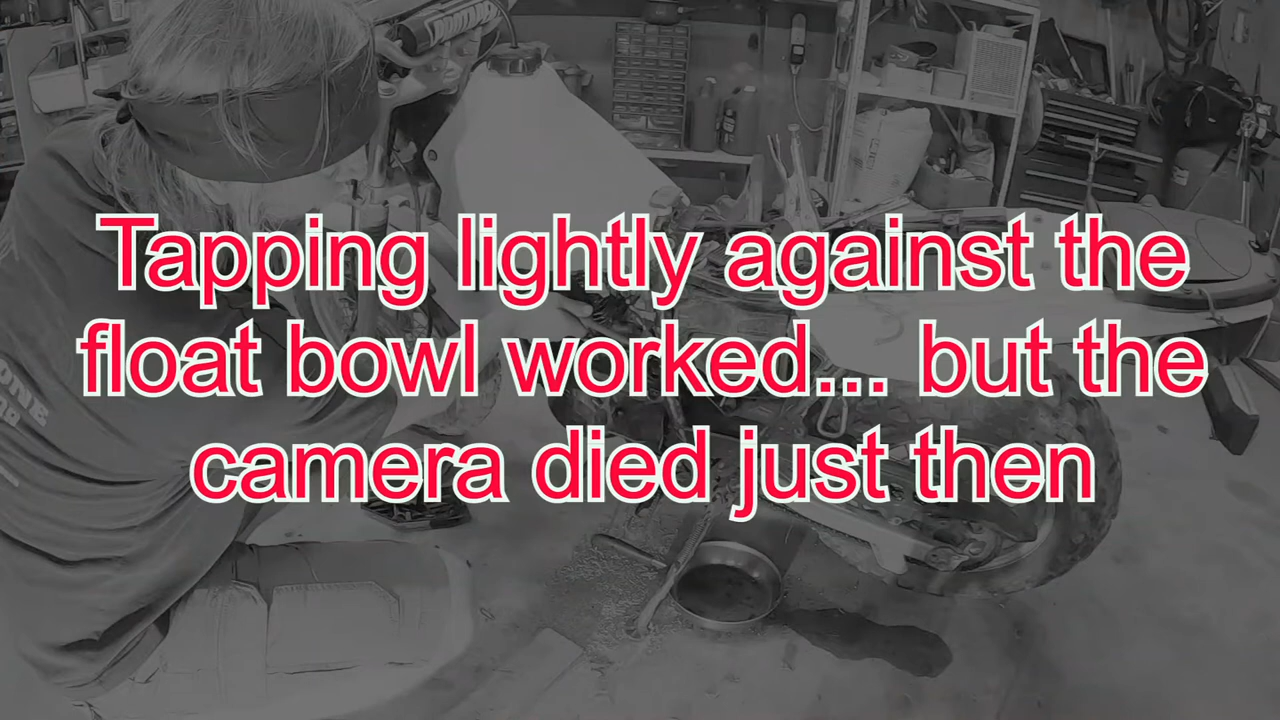 Tapping lightly against the
float bowl worked... but the
camera died just then